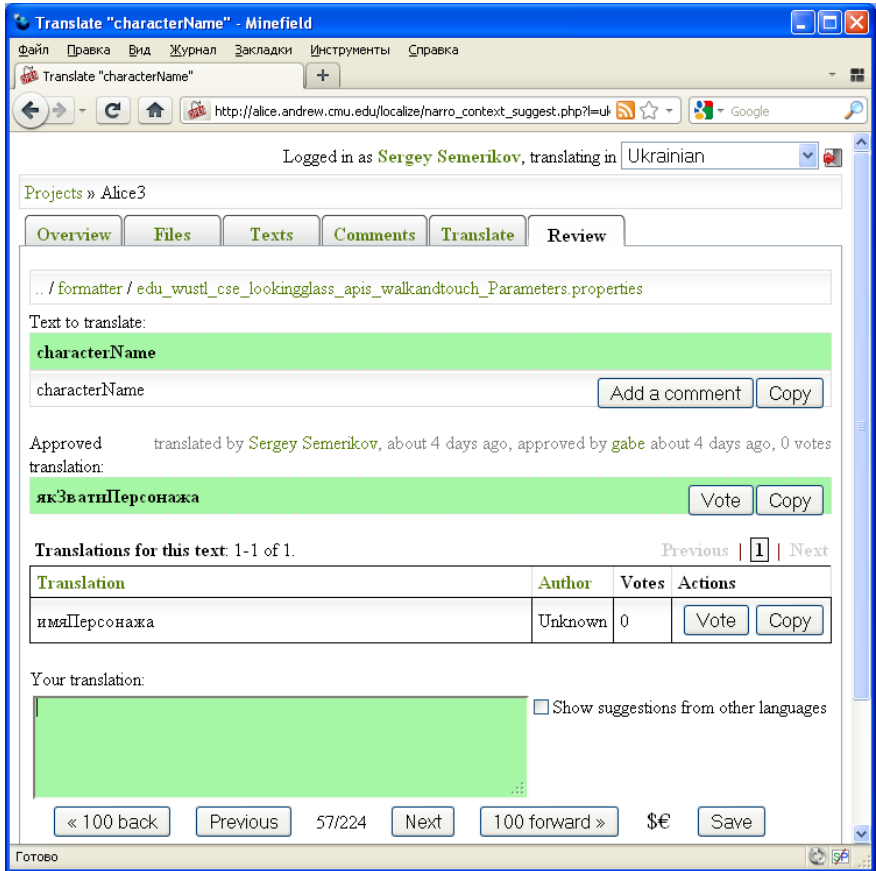 Translate "characterName" - Minefield
Файл Правка Вид Журнал Закладки Инструменты Справка
Translate "characterName" +
http://alice.andrew.cmu.edu/localize/narro_context_suggest.php?l=uk Google
Logged in as Sergey Semerikov, translating in Ukrainian
Projects » Alice3
Overview Files Texts Comments Translate Review
.. / formatter / edu_wustl_cse_lookingglass_apis_walkandtouch_Parameters.properties
Text to translate:
characterName
characterName Add a comment Copy
Approved translated by Sergey Semerikov, about 4 days ago, approved by gabe about 4 days ago, 0 votes
translation:
якЗватиПерсонажа Vote Copy
Translations for this text: 1-1 of 1. Previous | 1 | Next
Translation Author Votes Actions
имяПерсонажа Unknown 0 Vote Copy
Your translation:
Show suggestions from other languages
« 100 back Previous 57/224 Next 100 forward » $€ Save
Готово